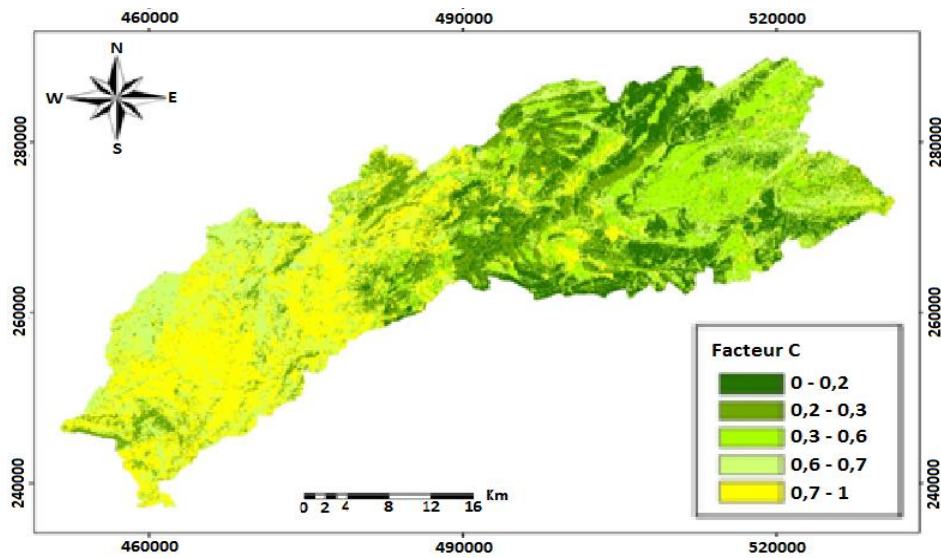 460000 490000 520000
N
W E
S
280000 280000
260000 260000
240000 240000
Facteur C
0 - 0,2
0,2 - 0,3
0,3 - 0,6
0,6 - 0,7
0,7 - 1
Km
0 2 4 8 12 16
460000 490000 520000